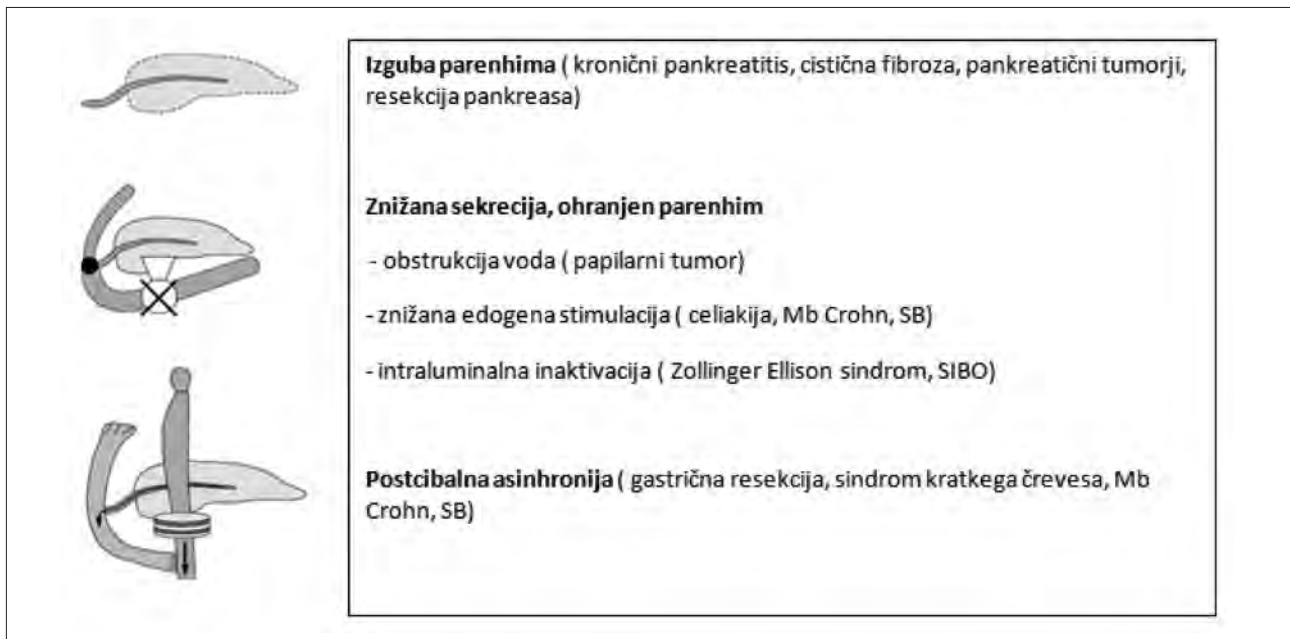 Izguba parenhima ( kronični pankreatitis, cistična fibroza, pankreatični tumorji,
resekcija pankreasa)
Znižana sekrecija, ohranjen parenhim
- obstrukcija voda ( papilarni tumor)
- znižana edogena stimulacija ( celiakija, Mb Crohn, SB)
- intraluminalna inaktivacija ( Zollinger Ellison sindrom, SIBO)
Postcibalna asinhronija ( gastrična resekcija, sindrom kratkega črevesa, Mb
Crohn, SB)